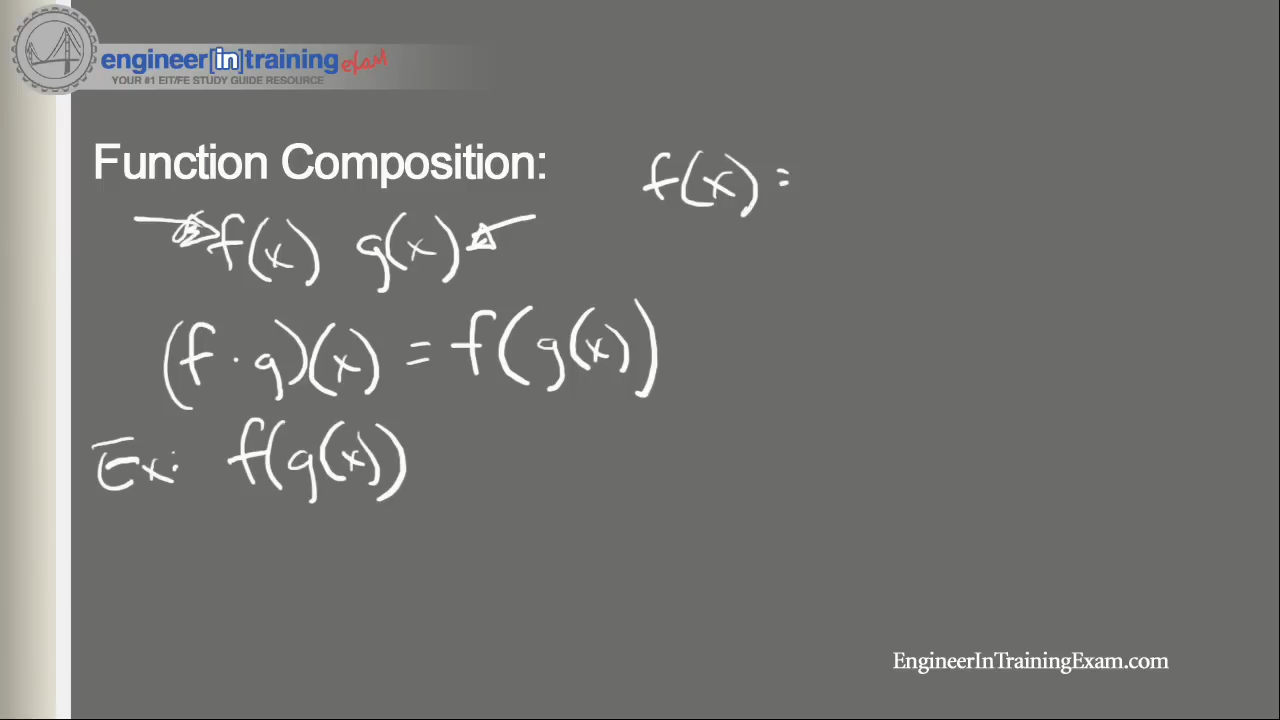 engineer[in]training exam
YOUR #1 EIT/FE STUDY GUIDE RESOURCE
Function Composition:
f(x) =
f(x) g(x)
(f · g)(x) = f(g(x))
Ex: f(g(x))
EngineerInTrainingExam.com